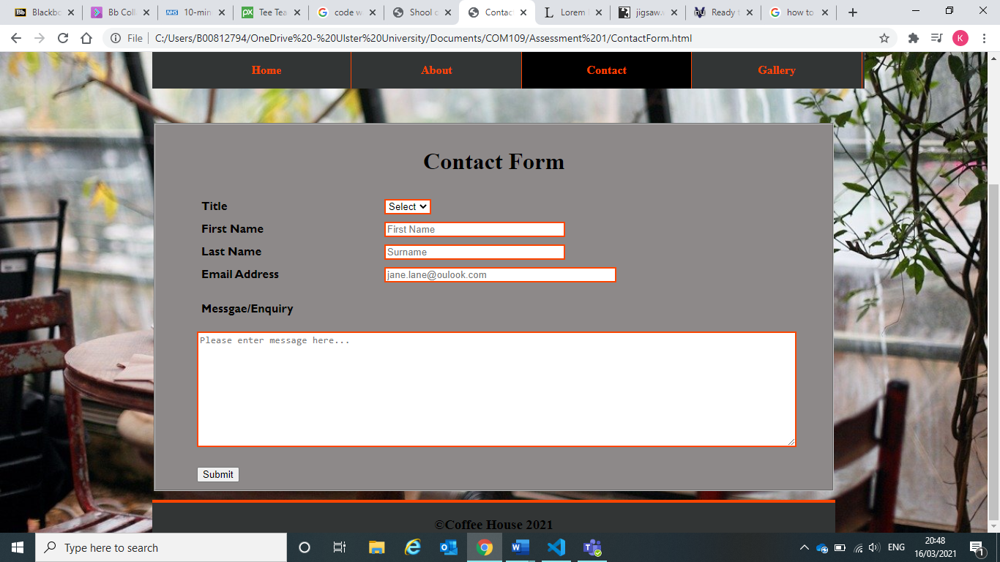 Blackbo Bb Coll 10-min Tee Tea code w Shool c Contac Lorem jigsaw. Ready t how to
File C:/Users/B00812794/OneDrive%20-%20Ulster%20University/Documents/COM109/Assessment%201/ContactForm.html K
Home About Contact Gallery
Contact Form
Title Select
First Name First Name
Last Name Surname
Email Address jane.lane@oulook.com
Messgae/Enquiry
Please enter message here...
Submit
©Coffee House 2021
Type here to search ENG 20:48
16/03/2021 1